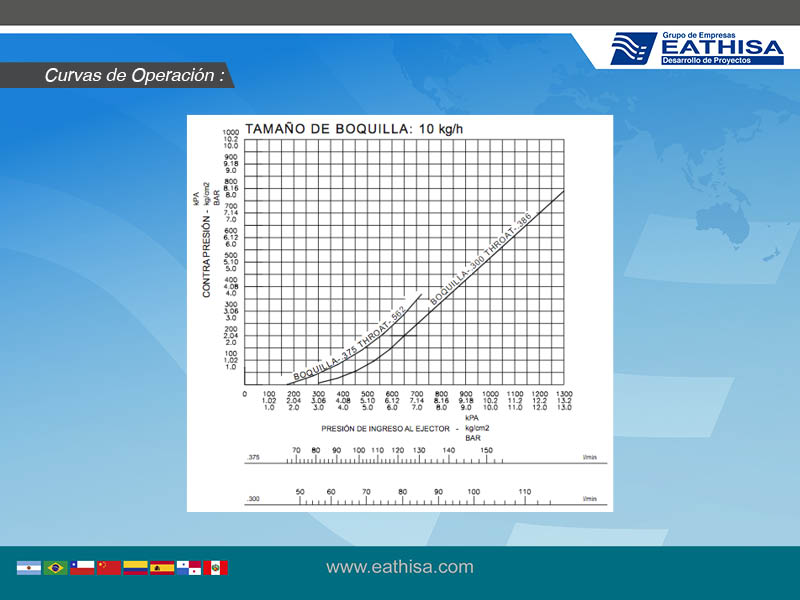 Grupo de Empresas
EATHISA
Desarrollo de Proyectos
Curvas de Operación :
TAMAÑO DE BOQUILLA: 10 kg/h
CONTRA PRESIÓN - kPA kg/cm2 BAR
1000
10.2
10.0
900
9.18
9.0
800
8.16
8.0
700
7.14
7.0
600
6.12
6.0
500
5.10
5.0
400
4.08
4.0
300
3.06
3.0
200
2.04
2.0
100
1.02
1.0
BOQUILLA-.375 THROAT-.562
BOQUILLA-.300 THROAT-.386
0 100 200 300 400 500 600 700 800 900 1000 1100 1200 1300
1.02 2.04 3.06 4.08 5.10 6.12 7.14 8.16 9.18 10.2 11.2 12.2 13.2
1.0 2.0 3.0 4.0 5.0 6.0 7.0 8.0 9.0 10.0 11.0 12.0 13.0
kPA
PRESIÓN DE INGRESO AL EJECTOR - kg/cm2
BAR
70 80 90 100 110 120 130 140 150
.375 l/min
50 60 70 80 90 100 110
.300 l/min
www.eathisa.com